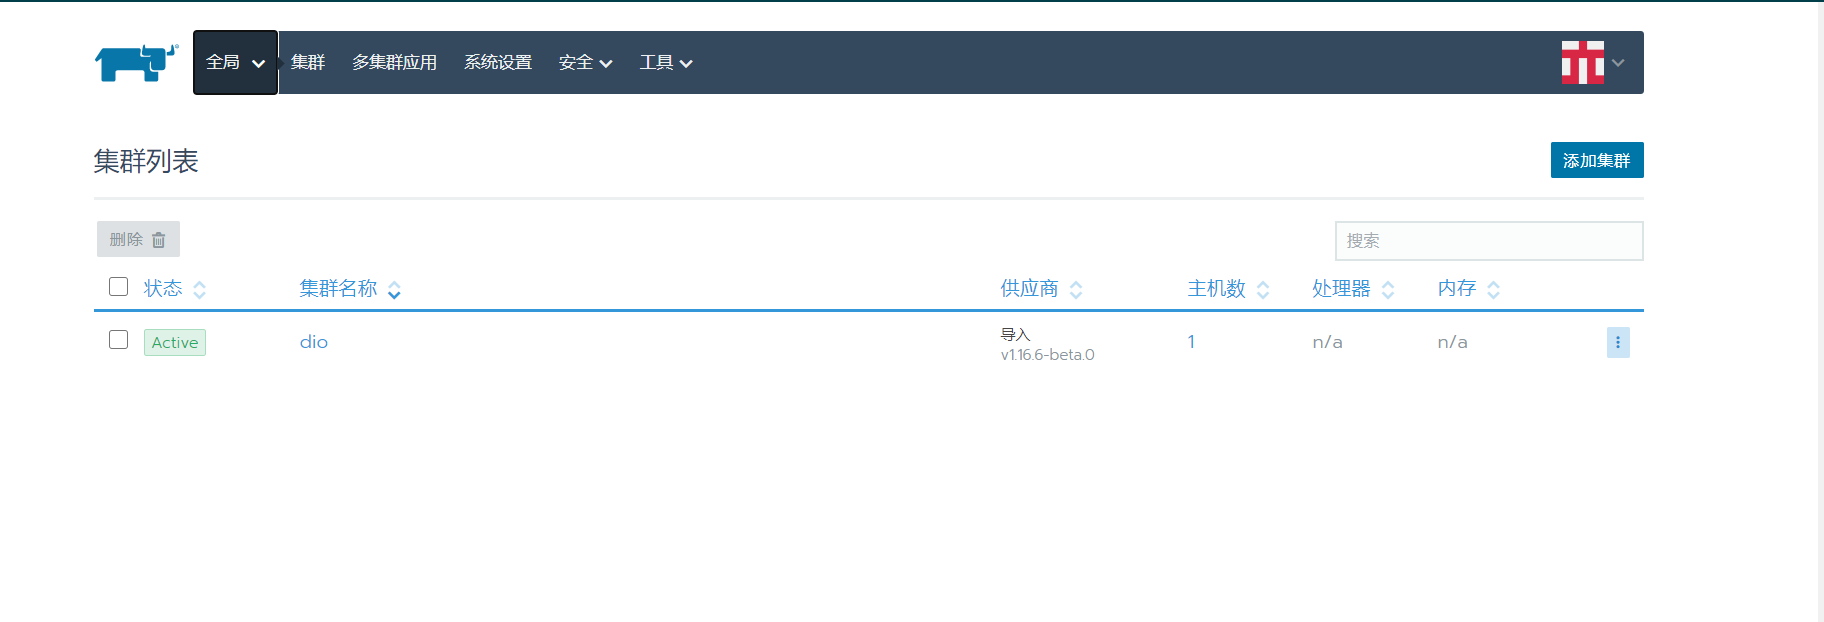 全局 集群 多集群应用 系统设置 安全 工具
集群列表 添加集群
删除 搜索
状态 集群名称 供应商 主机数 处理器 内存
Active dio 导入 1 n/a n/a
v1.16.6-beta.0